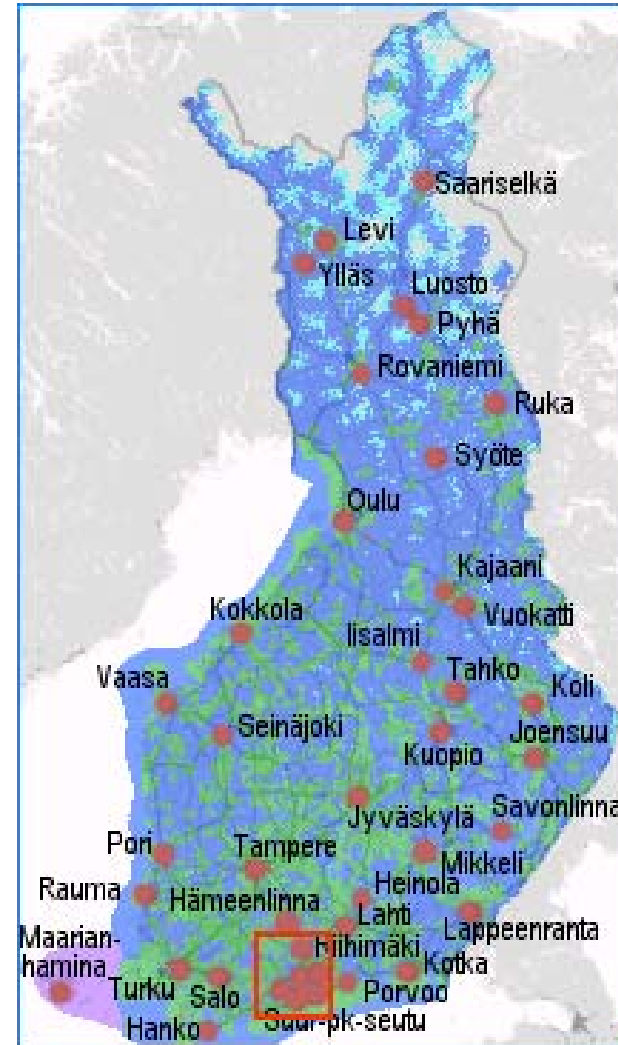 Saariselkä
Levi
Ylläs
Luosto
Pyhä
Rovaniemi
Ruka
Syöte
Oulu
Kajaani
Kokkola
Vuokatti
Iisalmi
Vaasa
Tahko
Koli
Seinäjoki
Joensuu
Kuopio
Jyväskylä
Savonlinna
Pori
Tampere
Mikkeli
Rauma
Heinola
Hämeenlinna
Lahti
Lappeenranta
Maarian-
hamina
Riihimäki
Kotka
Turku
Salo
Porvoo
Hanko
Suur-pk-seutu